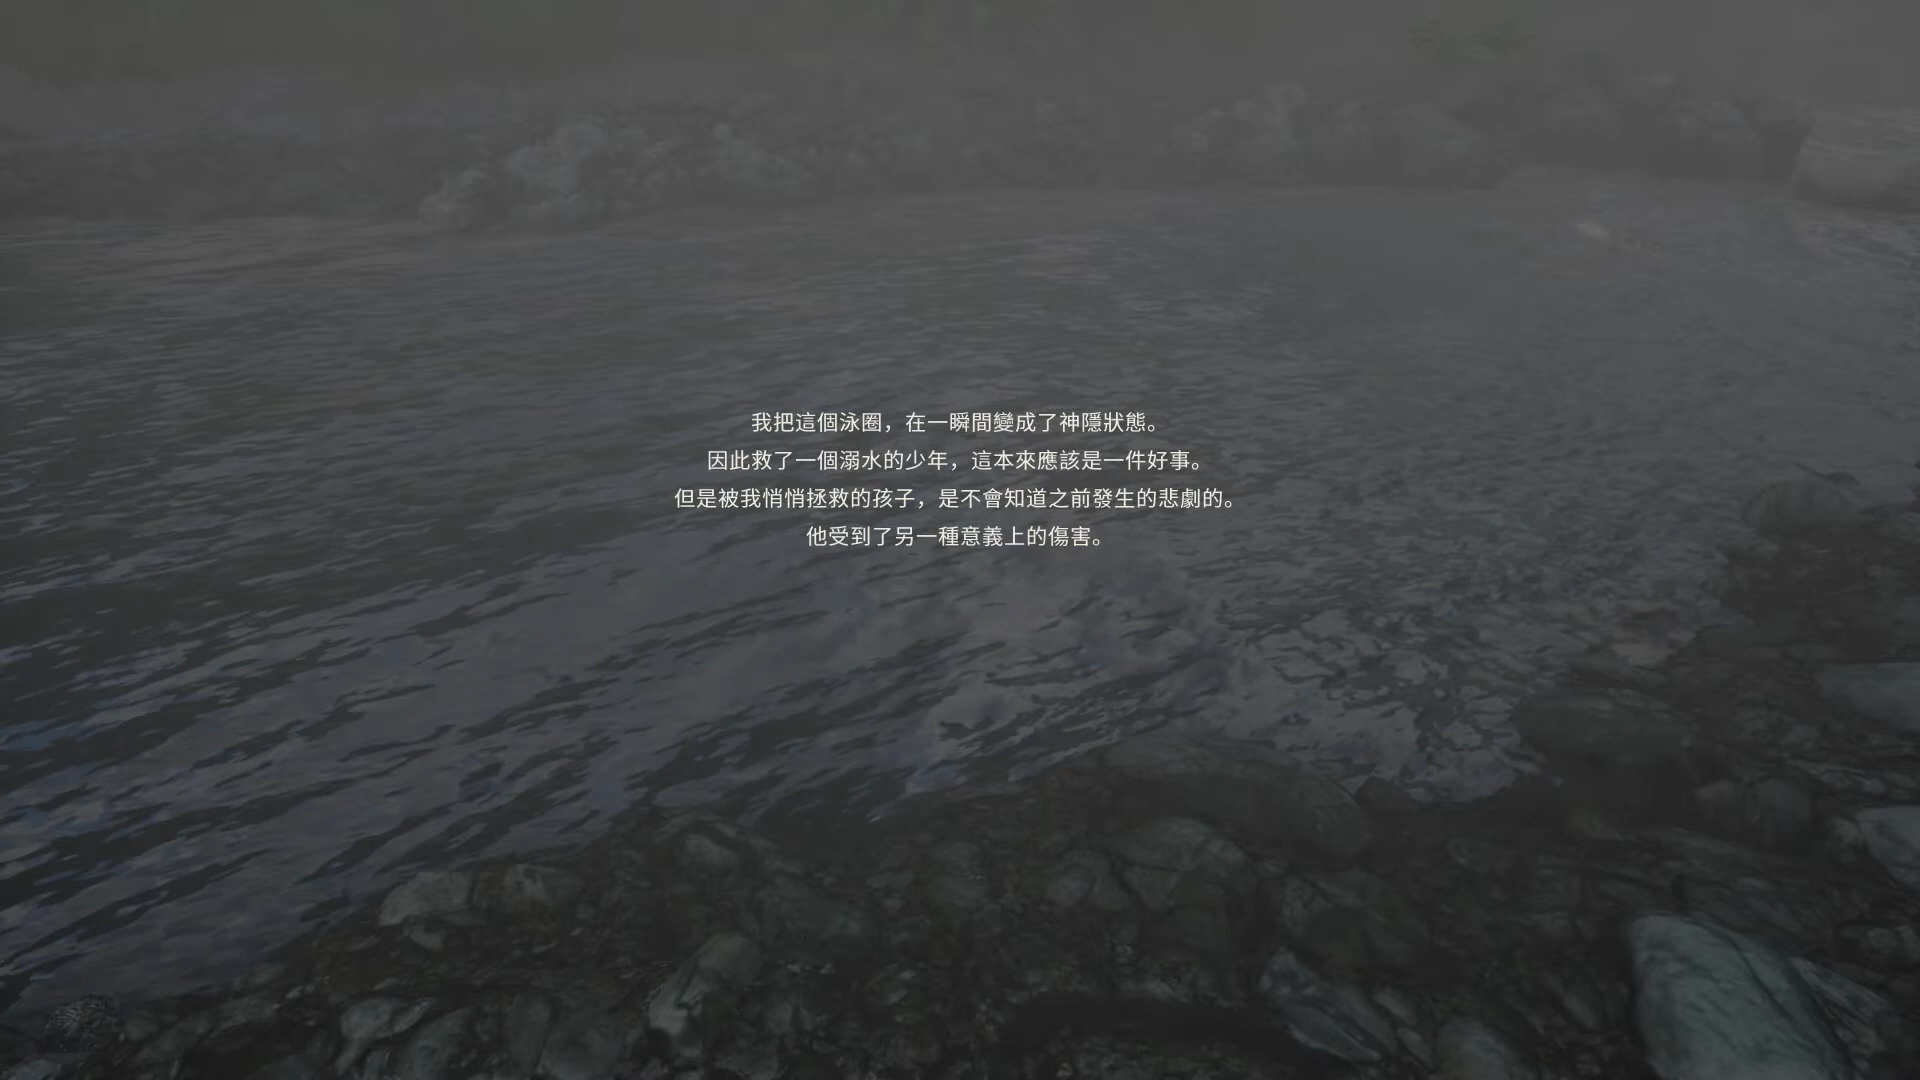 我把這個泳圈，在一瞬間變成了神隱狀態。
因此救了一個溺水的少年，這本來應該是一件好事。
但是被我悄悄拯救的孩子，是不會知道之前發生的悲劇的。
他受到了另一種意義上的傷害。